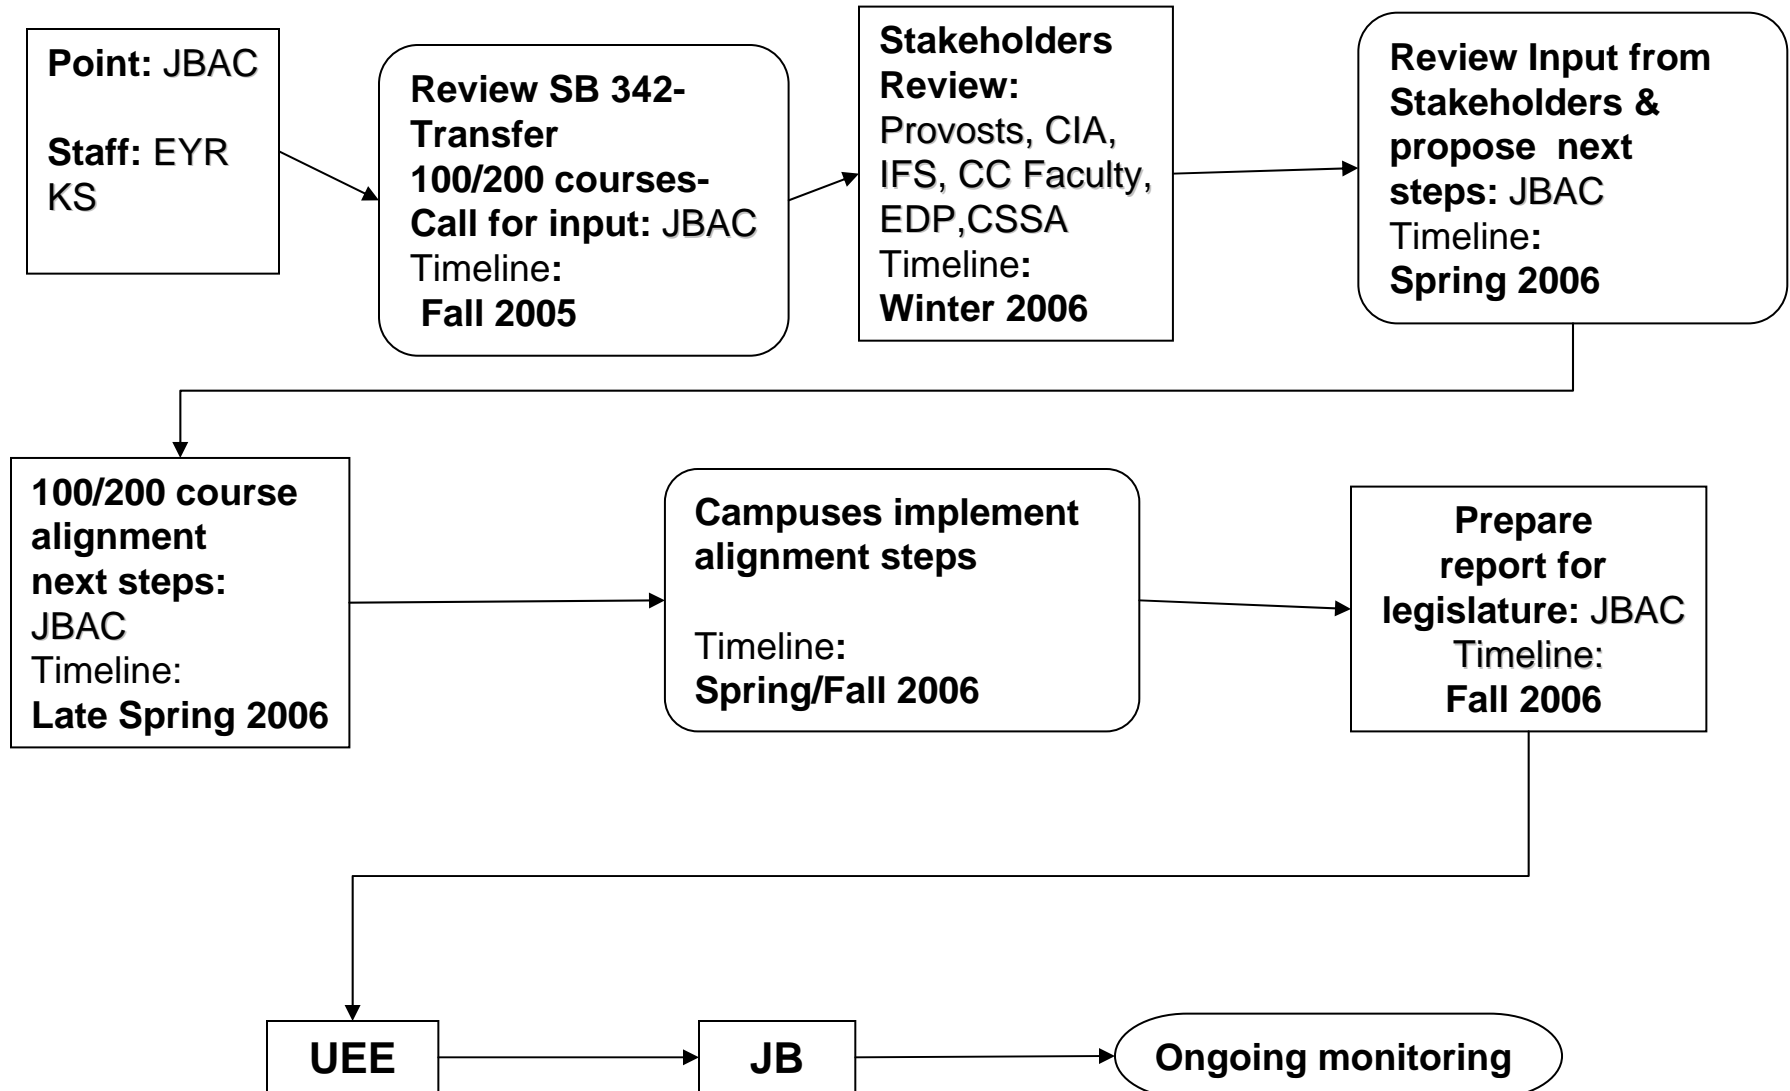 Point: JBAC
Staff: EYR
KS
Review SB 342-
Transfer
100/200 courses-
Call for input: JBAC
Timeline:
Fall 2005
Stakeholders
Review:
Provosts, CIA,
IFS, CC Faculty,
EDP,CSSA
Timeline:
Winter 2006
Review Input from
Stakeholders &
propose next
steps: JBAC
Timeline:
Spring 2006
100/200 course
alignment
next steps:
JBAC
Timeline:
Late Spring 2006
Campuses implement
alignment steps
Timeline:
Spring/Fall 2006
Prepare
report for
legislature: JBAC
Timeline:
Fall 2006
UEE
JB
Ongoing monitoring